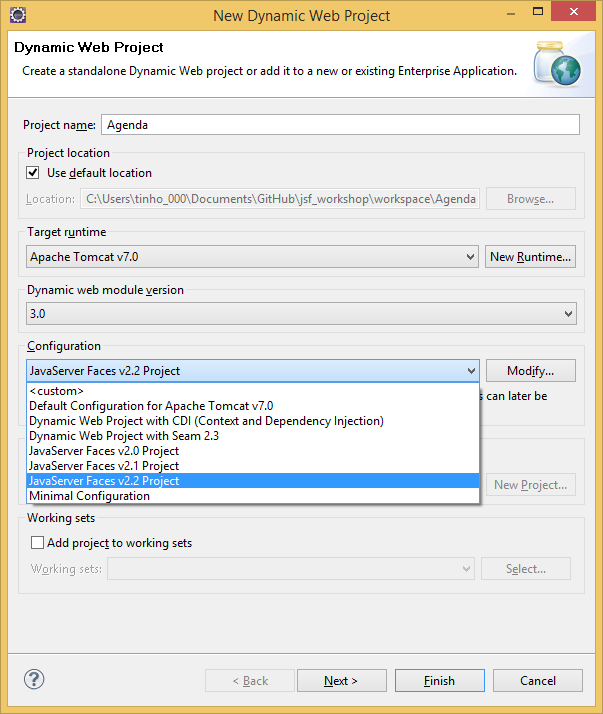 New Dynamic Web Project
Dynamic Web Project
Create a standalone Dynamic Web project or add it to a new or existing Enterprise Application.
Project name: Agenda
Project location
Use default location
Location: C:\Users\tinho_000\Documents\GitHub\jsf_workshop\workspace\Agenda Browse...
Target runtime
Apache Tomcat v7.0 New Runtime...
Dynamic web module version
3.0
Configuration
JavaServer Faces v2.2 Project Modify...
<custom> s can later be
Default Configuration for Apache Tomcat v7.0
Dynamic Web Project with CDI (Context and Dependency Injection)
Dynamic Web Project with Seam 2.3
JavaServer Faces v2.0 Project
JavaServer Faces v2.1 Project
JavaServer Faces v2.2 Project New Project...
Minimal Configuration
Working sets
Add project to working sets
Working sets: Select...
? < Back Next > Finish Cancel